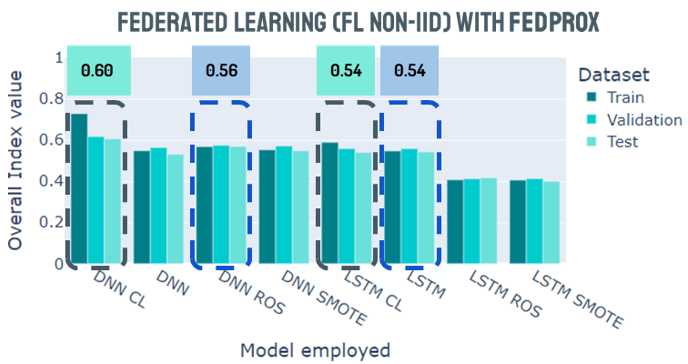 FEDERATED LEARNING (FL NON-IID) WITH FEDPROX
0.60
0.56
0.54
0.54
1
0.8
0.6
0.4
0.2
0
Overall Index value
DNN CL
DNN
DNN ROS
DNN SMOTE
LSTM CL
LSTM
LSTM ROS
LSTM SMOTE
Model employed
Dataset
Train
Validation
Test